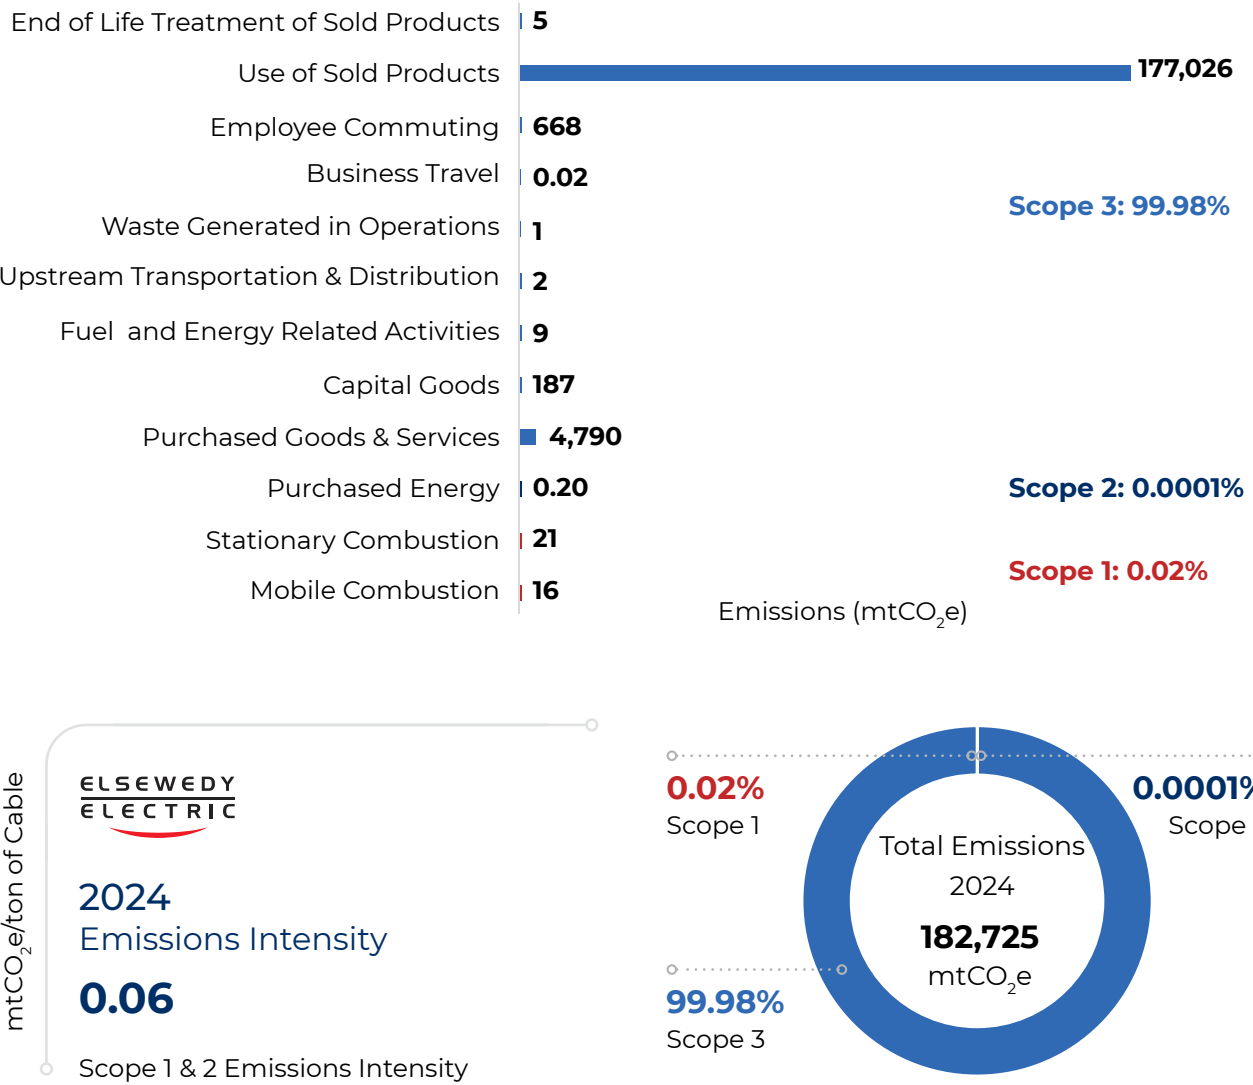 End of Life Treatment of Sold Products 5
Use of Sold Products 177,026
Employee Commuting 668
Business Travel 0.02
Scope 3: 99.98%
Waste Generated in Operations 1
Upstream Transportation & Distribution 2
Fuel and Energy Related Activities 9
Capital Goods 187
Purchased Goods & Services 4,790
Purchased Energy 0.20
Scope 2: 0.0001%
Stationary Combustion 21
Scope 1: 0.02%
Mobile Combustion 16
Emissions (mtCO₂e)
mtCO₂e/ton of Cable
ELSEWEDY
ELECTRIC
2024
Emissions Intensity
0.06
Scope 1 & 2 Emissions Intensity
0.02%
Scope 1
0.0001%
Scope
Total Emissions
2024
182,725
mtCO₂e
99.98%
Scope 3